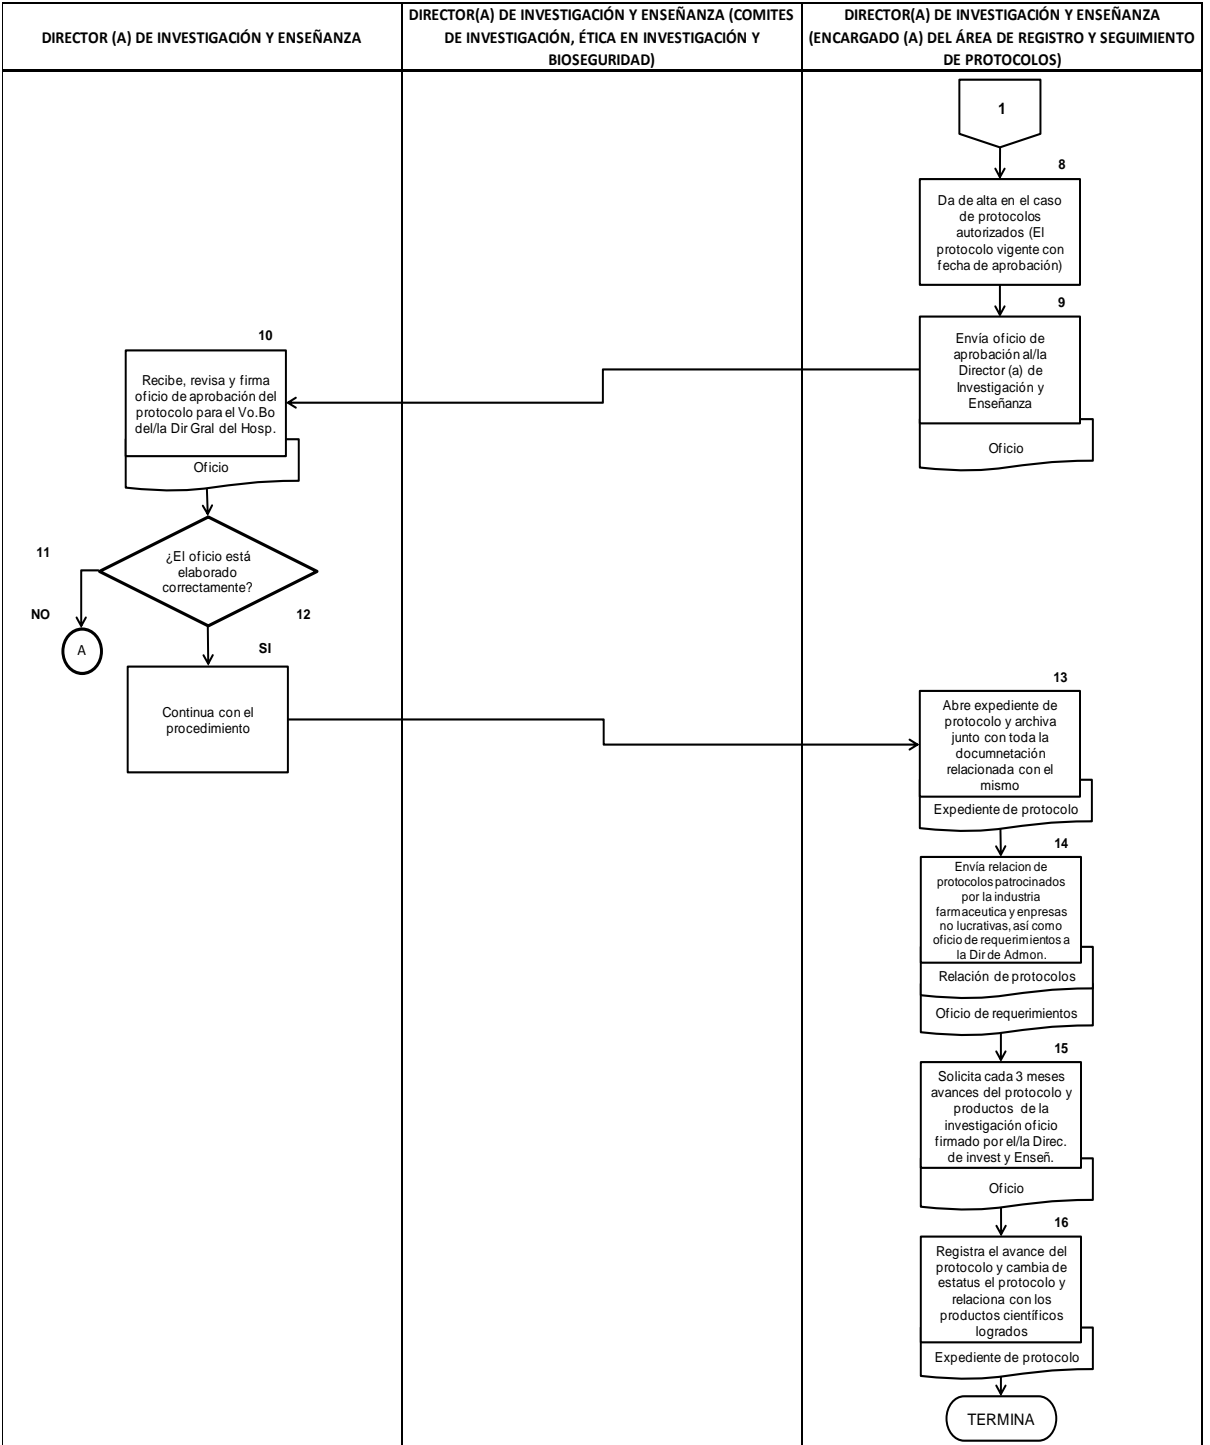 DIRECTOR (A) DE INVESTIGACIÓN Y ENSEÑANZA
DIRECTOR(A) DE INVESTIGACIÓN Y ENSEÑANZA (COMITES
DE INVESTIGACIÓN, ÉTICA EN INVESTIGACIÓN Y
BIOSEGURIDAD)
DIRECTOR(A) DE INVESTIGACIÓN Y ENSEÑANZA
(ENCARGADO (A) DEL ÁREA DE REGISTRO Y SEGUIMIENTO
DE PROTOCOLOS)
1
8
Da de alta en el caso
de protocolos
autorizados (El
protocolo vigente con
fecha de aprobación)
9
Envía oficio de
aprobación al/la
Director (a) de
Investigación y
Enseñanza
Oficio
10
Recibe, revisa y firma
oficio de aprobación del
protocolo para el Vo.Bo
del/la Dir Gral del Hosp.
Oficio
11
¿El oficio está
elaborado
correctamente?
NO
A
12
SI
Continua con el
procedimiento
13
Abre expediente de
protocolo y archiva
junto con toda la
documnetación
relacionada con el
mismo
Expediente de protocolo
14
Envía relacion de
protocolos patrocinados
por la industria
farmaceutica y enpresas
no lucrativas, así como
oficio de requerimientos a
la Dir de Admon.
Relación de protocolos
Oficio de requerimientos
15
Solicita cada 3 meses
avances del protocolo y
productos de la
investigación oficio
firmado por el/la Direc.
de invest y Enseñ.
Oficio
16
Registra el avance del
protocolo y cambia de
estatus el protocolo y
relaciona con los
productos científicos
logrados
Expediente de protocolo
TERMINA